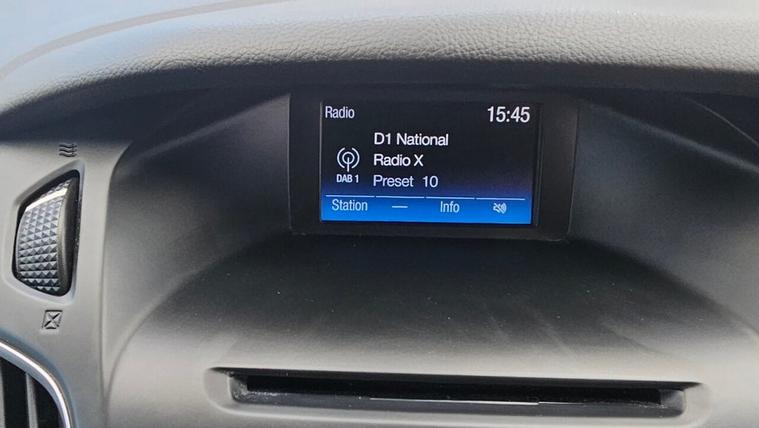 Radio 15:45
D1 National
Radio X
DAB 1
Preset 10
Station — Info